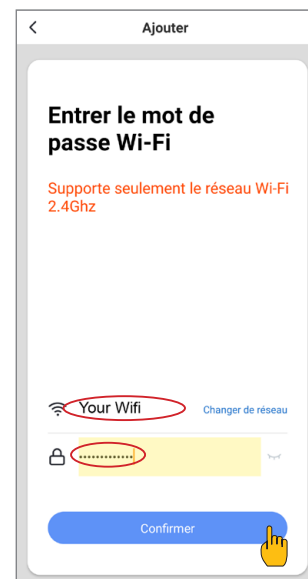 Ajouter
Entrer le mot de
passe Wi-Fi
Supporte seulement le réseau Wi-Fi
2.4Ghz
Your Wifi
Changer de réseau
••••••••••••
Confirmer